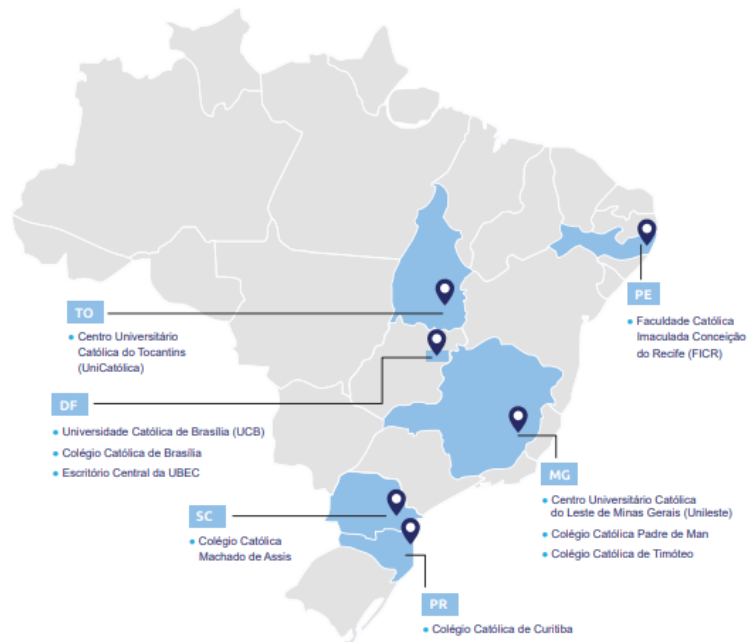 TO
• Centro Universitário
Católica do Tocantins
(UniCatólica)
DF
• Universidade Católica de Brasília (UCB)
• Colégio Católica de Brasília
• Escritório Central da UBEC
SC
• Colégio Católica
Machado de Assis
PR
• Colégio Católica de Curitiba
MG
• Centro Universitário Católica
do Leste de Minas Gerais (Unileste)
• Colégio Católica Padre de Man
• Colégio Católica de Timóteo
PE
• Faculdade Católica
Imaculada Conceição
do Recife (FICR)